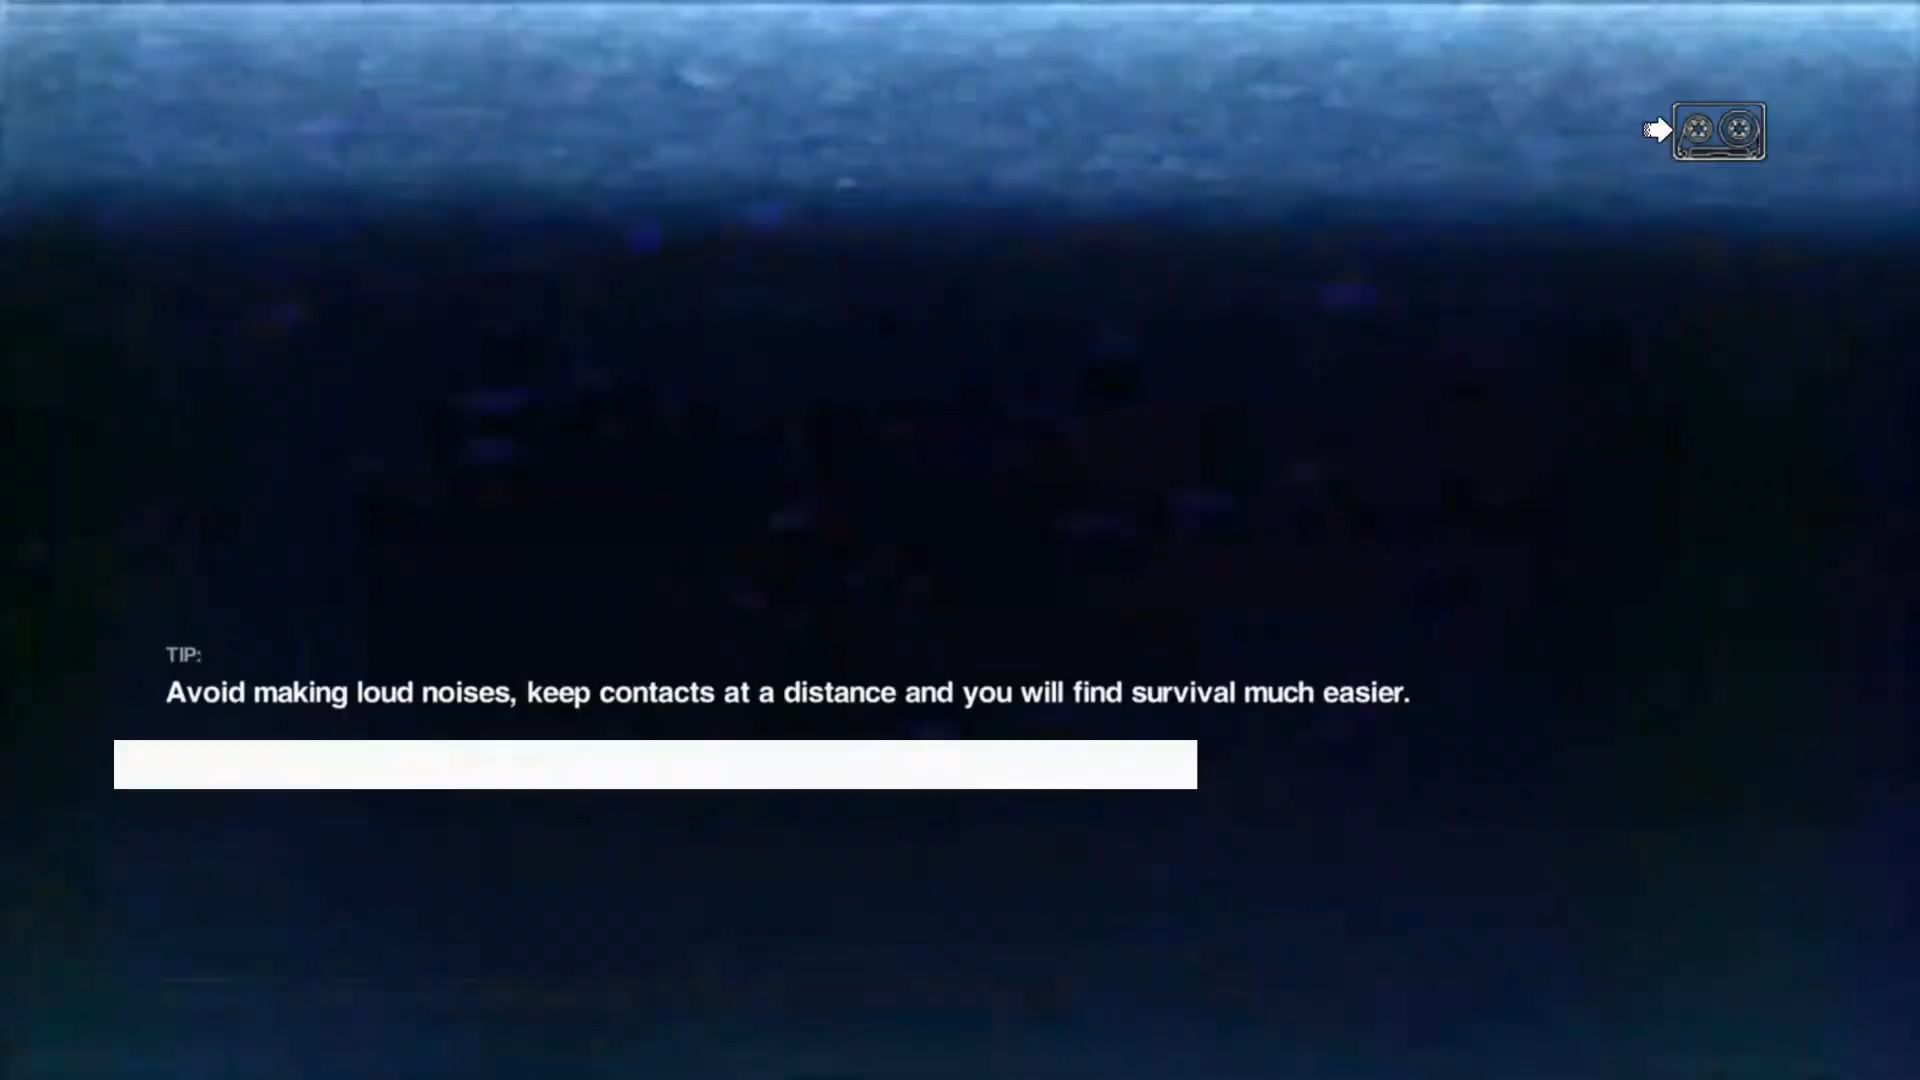 TIP:
Avoid making loud noises, keep contacts at a distance and you will find survival much easier.